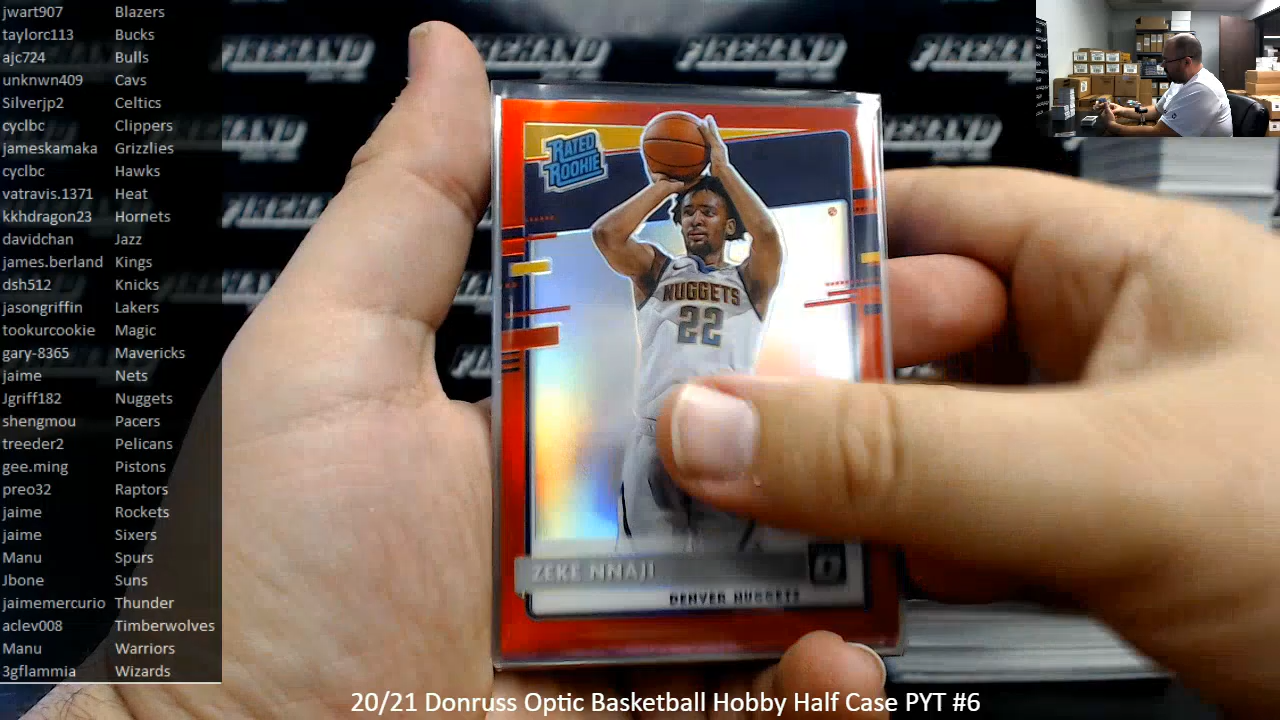 jwart907 Blazers
taylorc113 Bucks
ajc724 Bulls
unknwn409 Cavs
Silverjp2 Celtics
cyclbc Clippers
jameskamaka Grizzlies
cyclbc Hawks
vatravis.1371 Heat
kkhdragon23 Hornets
davidchan Jazz
james.berland Kings
dsh512 Knicks
jasongriffin Lakers
tookurcookie Magic
gary-8365 Mavericks
jaime Nets
Jgriff182 Nuggets
shengmou Pacers
treeder2 Pelicans
gee.ming Pistons
preo32 Raptors
jaime Rockets
jaime Sixers
Manu Spurs
Jbone Suns
jaimemercurio Thunder
aclev008 Timberwolves
Manu Warriors
3gflammia Wizards
FIREHAND
FIREHAND
FIREHAND
RATED
ROOKIE
NUGGETS
22
ZEKE NNAJI
DENVER NUGGETS
20/21 Donruss Optic Basketball Hobby Half Case PYT #6